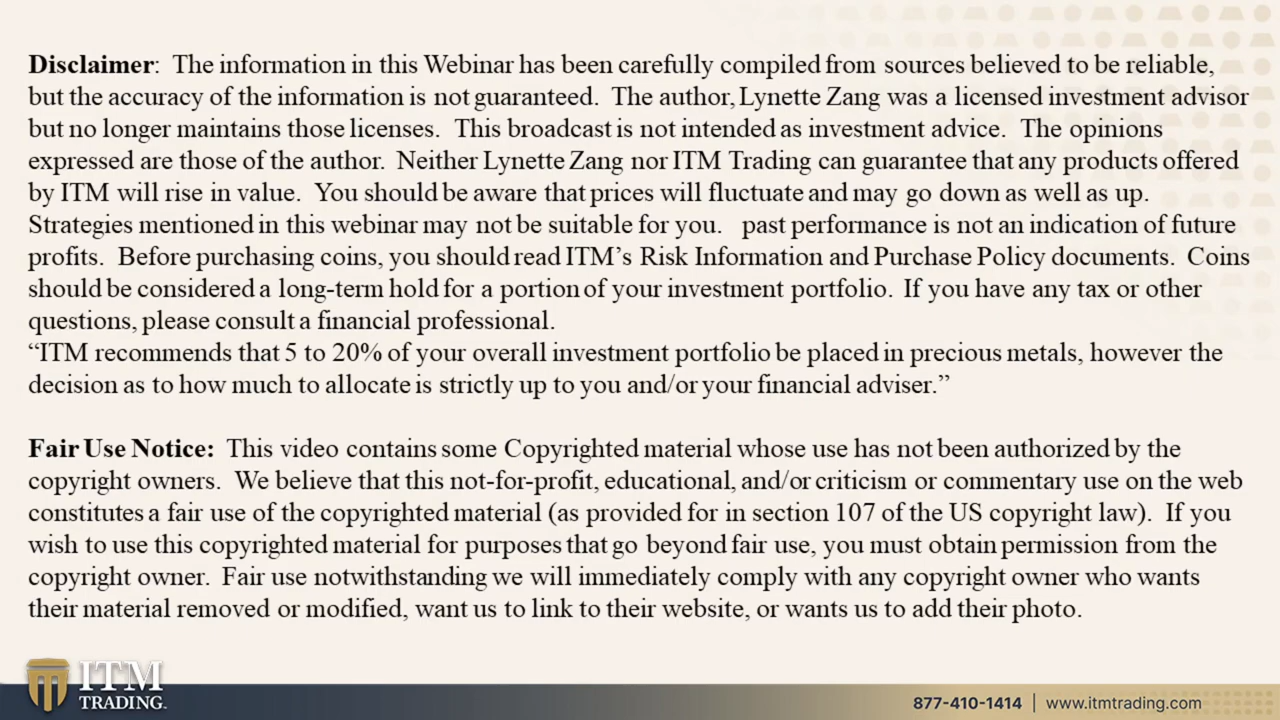 Disclaimer: The information in this Webinar has been carefully compiled from sources believed to be reliable,
but the accuracy of the information is not guaranteed. The author, Lynette Zang was a licensed investment advisor
but no longer maintains those licenses. This broadcast is not intended as investment advice. The opinions
expressed are those of the author. Neither Lynette Zang nor ITM Trading can guarantee that any products offered
by ITM will rise in value. You should be aware that prices will fluctuate and may go down as well as up.
Strategies mentioned in this webinar may not be suitable for you. past performance is not an indication of future
profits. Before purchasing coins, you should read ITM’s Risk Information and Purchase Policy documents. Coins
should be considered a long-term hold for a portion of your investment portfolio. If you have any tax or other
questions, please consult a financial professional.
“ITM recommends that 5 to 20% of your overall investment portfolio be placed in precious metals, however the
decision as to how much to allocate is strictly up to you and/or your financial adviser.”
Fair Use Notice: This video contains some Copyrighted material whose use has not been authorized by the
copyright owners. We believe that this not-for-profit, educational, and/or criticism or commentary use on the web
constitutes a fair use of the copyrighted material (as provided for in section 107 of the US copyright law). If you
wish to use this copyrighted material for purposes that go beyond fair use, you must obtain permission from the
copyright owner. Fair use notwithstanding we will immediately comply with any copyright owner who wants
their material removed or modified, want us to link to their website, or wants us to add their photo.
ITM
TRADING
877-410-1414 | www.itmtrading.com